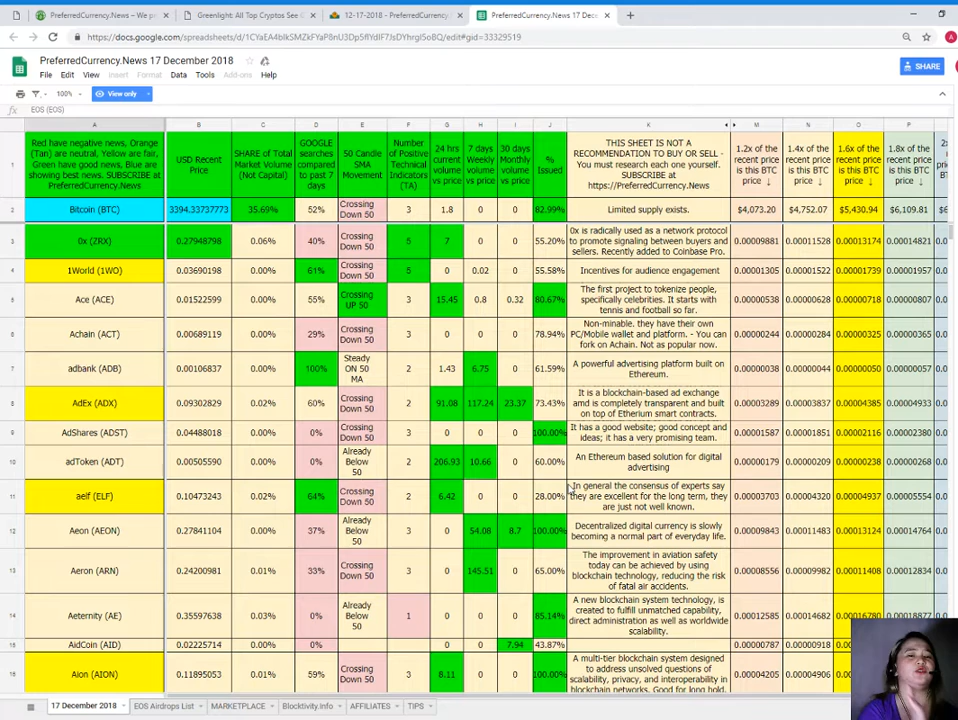 PreferredCurrency.News – We pr
Greenlight: All Top Cryptos See G
12-17-2018 - PreferredCurrency.
PreferredCurrency.News 17 Dece
https://docs.google.com/spreadsheets/d/
/edit#gid=33329519
PreferredCurrency.News 17 December 2018
File Edit View Insert Format Data Tools Add-ons Help
SHARE
100% View only
fx EOS (EOS)
A B C D E F G H I J K M N O P
1 Red have negative news, Orange (Tan) are neutral, Yellow are fair, Green have good news, Blue are showing best news. SUBSCRIBE at PreferredCurrency.News USD Recent Price SHARE of Total Market Volume (Not Capital) GOOGLE searches compared to past 7 days 50 Candle SMA Movement Number of Positive Technical Indicators (TA) 24 hrs current volume vs price 7 days Weekly volume vs price 30 days Monthly volume vs price % Issued THIS SHEET IS NOT A RECOMMENDATION TO BUY OR SELL - You must research each one yourself. SUBSCRIBE at https://PreferredCurrency.News 1.2x of the recent price is this BTC price ↓ 1.4x of the recent price is this BTC price ↓ 1.6x of the recent price is this BTC price ↓ 1.8x of the recent price is this BTC price ↓
2 Bitcoin (BTC) 3394.33737773 35.69% 52% Crossing Down 50 3 1.8 0 0 82.99% Limited supply exists. $4,073.20 $4,752.07 $5,430.94 $6,109.81
3 0x (ZRX) 0.27948798 0.06% 40% Crossing Down 50 5 7 0 0 55.20% 0x is radically used as a network protocol to promote signaling between buyers and sellers. Recently added to Coinbase Pro. 0.00009881 0.00011528 0.00013174 0.00014821
4 1World (1WO) 0.03690198 0.00% 61% Crossing Down 50 5 0 0.02 0 55.58% Incentives for audience engagement 0.00001305 0.00001522 0.00001739 0.00001957
5 Ace (ACE) 0.01522599 0.00% 55% Crossing UP 50 3 15.45 0.8 0.32 80.67% The first project to tokenize people, specifically celebrities. It starts with tennis and football so far. 0.00000538 0.00000628 0.00000718 0.00000807
6 Achain (ACT) 0.00689119 0.00% 29% Crossing Down 50 3 0 0 0 78.94% Non-minable. they have their own PC/Mobile wallet and platform. - You can fork on Achain. Not as popular now. 0.00000244 0.00000284 0.00000325 0.00000365
7 adbank (ADB) 0.00106837 0.00% 100% Steady ON 50 MA 2 1.43 6.75 0 61.59% A powerful advertising platform built on Ethereum. 0.00000038 0.00000044 0.00000050 0.00000057
8 AdEx (ADX) 0.09302829 0.02% 60% Crossing Down 50 2 91.08 117.24 23.37 73.43% It is a blockchain-based ad exchange amd is completely transparent and built on top of Etherium smart contracts. 0.00003289 0.00003837 0.00004385 0.00004933
9 AdShares (ADST) 0.04488018 0.00% 0% Crossing Down 50 3 0 0 0 100.00% It has a good website; good concept and ideas; it has a very promising team. 0.00001587 0.00001851 0.00002116 0.00002380
10 adToken (ADT) 0.00505590 0.00% 0% Already Below 50 2 206.93 10.66 0 60.00% An Ethereum based solution for digital advertising 0.00000179 0.00000209 0.00000238 0.00000268
11 aelf (ELF) 0.10473243 0.02% 64% Crossing Down 50 2 6.42 0 0 28.00% In general the consensus of experts say they are excellent for the long term, they are just not well known. 0.00003703 0.00004320 0.00004937 0.00005554
12 Aeon (AEON) 0.27841104 0.00% 37% Already Below 50 2 0 54.08 8.7 100.00% Decentralized digital currency is slowly becoming a normal part of everyday life. 0.00009843 0.00011483 0.00013124 0.00014764
13 Aeron (ARN) 0.24200981 0.01% 33% Crossing Down 50 3 0 145.51 0 65.00% The improvement in aviation safety today can be achieved by using blockchain technology, reducing the risk of fatal air accidents. 0.00008556 0.00009982 0.00011408 0.00012834
14 Aeternity (AE) 0.35597638 0.03% 0% Already Below 50 1 0 0 0 85.14% A new blockchain system technology, is created to fulfill unmatched capability, direct administration as well as worldwide scalability. 0.00012585 0.00014682 0.00016780 0.00018877
AidCoin (AID) 0.02225714 0.00% 0% 0 0 7.94 43.87% 0.00000787 0.00000918
Aion (AION) 0.11895053 0.01% 59% Crossing Down 50 3 8.11 0 0 100.00% A multi-tier blockchain system designed to address unsolved questions of scalability, privacy, and interoperability in blockchain networks. Good for long hold. 0.00004205 0.00004906
17 December 2018 EOS Airdrops List MARKETPLACE Blocktivity.info AFFILIATES TIPS